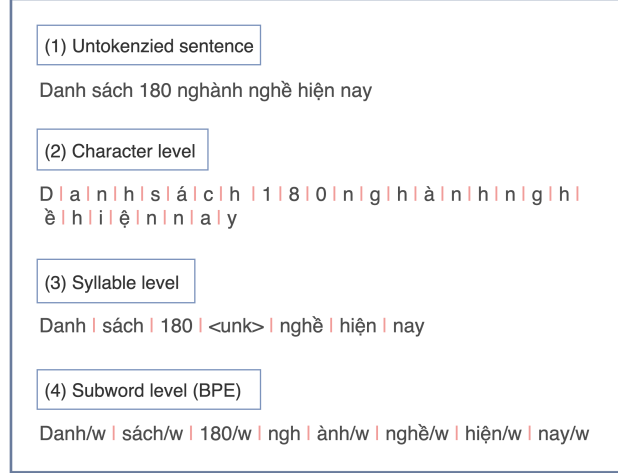 (1) Untokenzied sentence
Danh sách 180 nghành nghề hiện nay
(2) Character level
D | a | n | h | s | á | c | h | 1 | 8 | 0 | n | g | h | à | n | h | n | g | h |
ề | h | i | ệ | n | n | a | y
(3) Syllable level
Danh | sách | 180 | <unk> | nghề | hiện | nay
(4) Subword level (BPE)
Danh/w | sách/w | 180/w | ngh | ành/w | nghề/w | hiện/w | nay/w